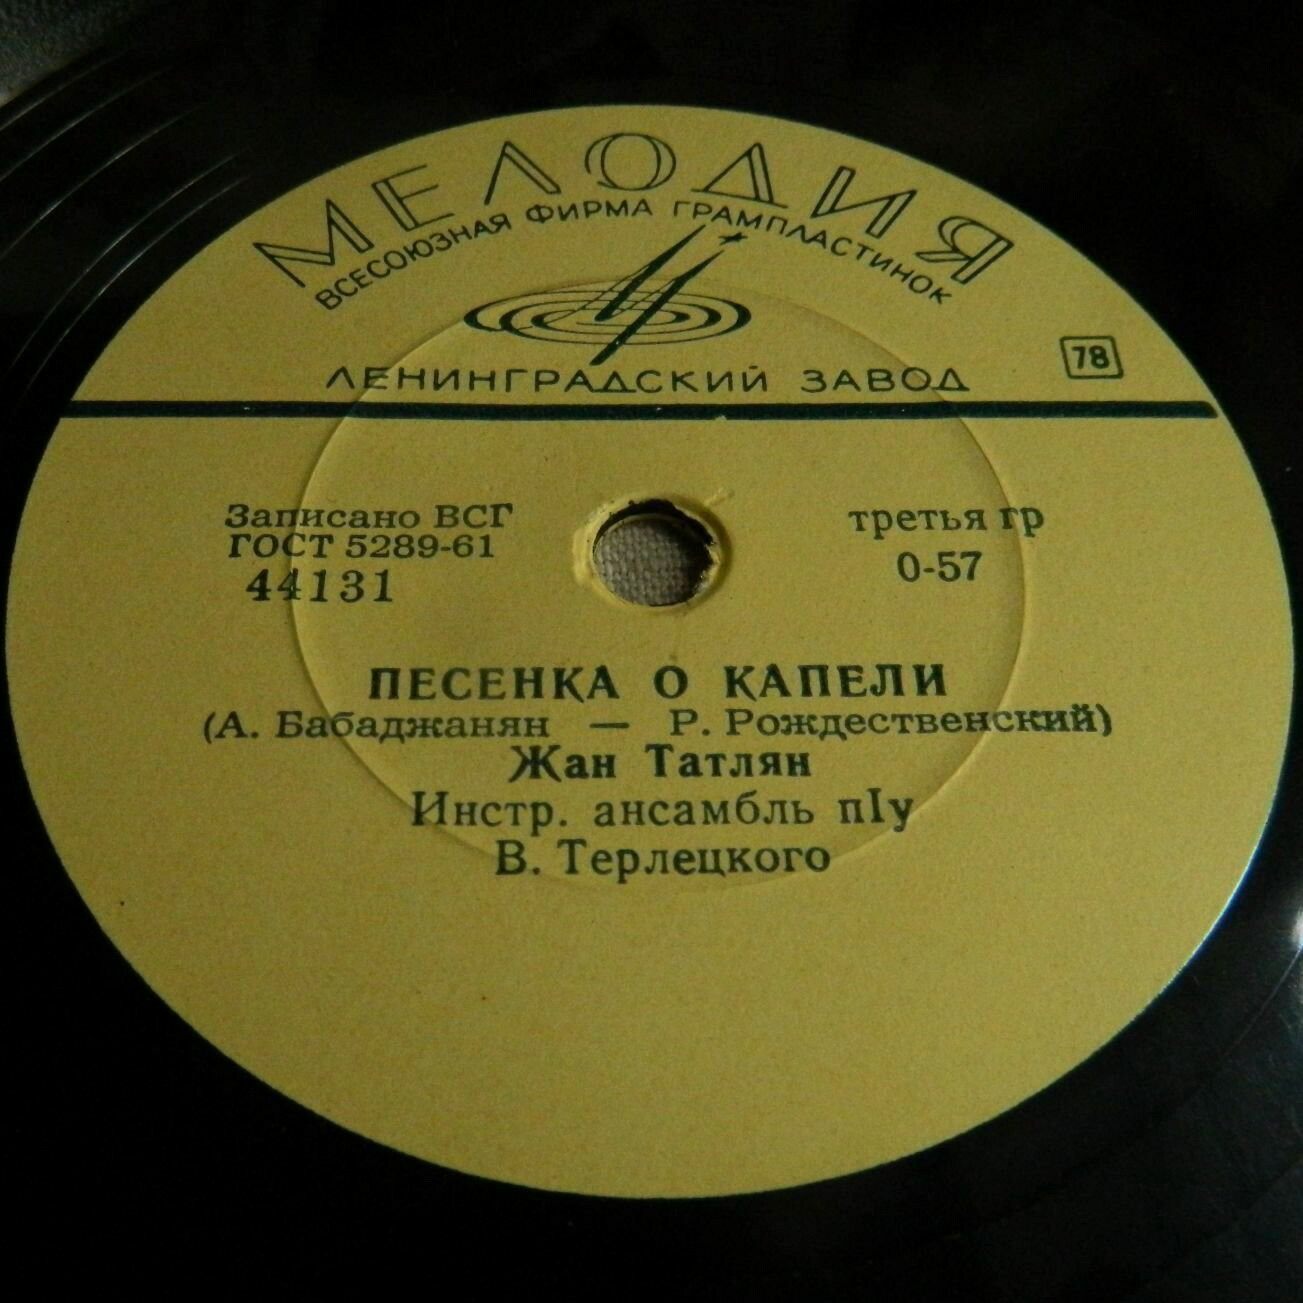 МЕЛОДИЯ
ВСЕСОЮЗНАЯ ФИРМА ГРАМПЛАСТИНОК
ЛЕНИНГРАДСКИЙ ЗАВОД
78
Записано ВСГ
ГОСТ 5289-61
44131
третья гр
0-57
ПЕСЕНКА О КАПЕЛИ
(А. Бабаджанян — Р. Рождественский)
Жан Татлян
Инстр. ансамбль пIу
В. Терлецкого